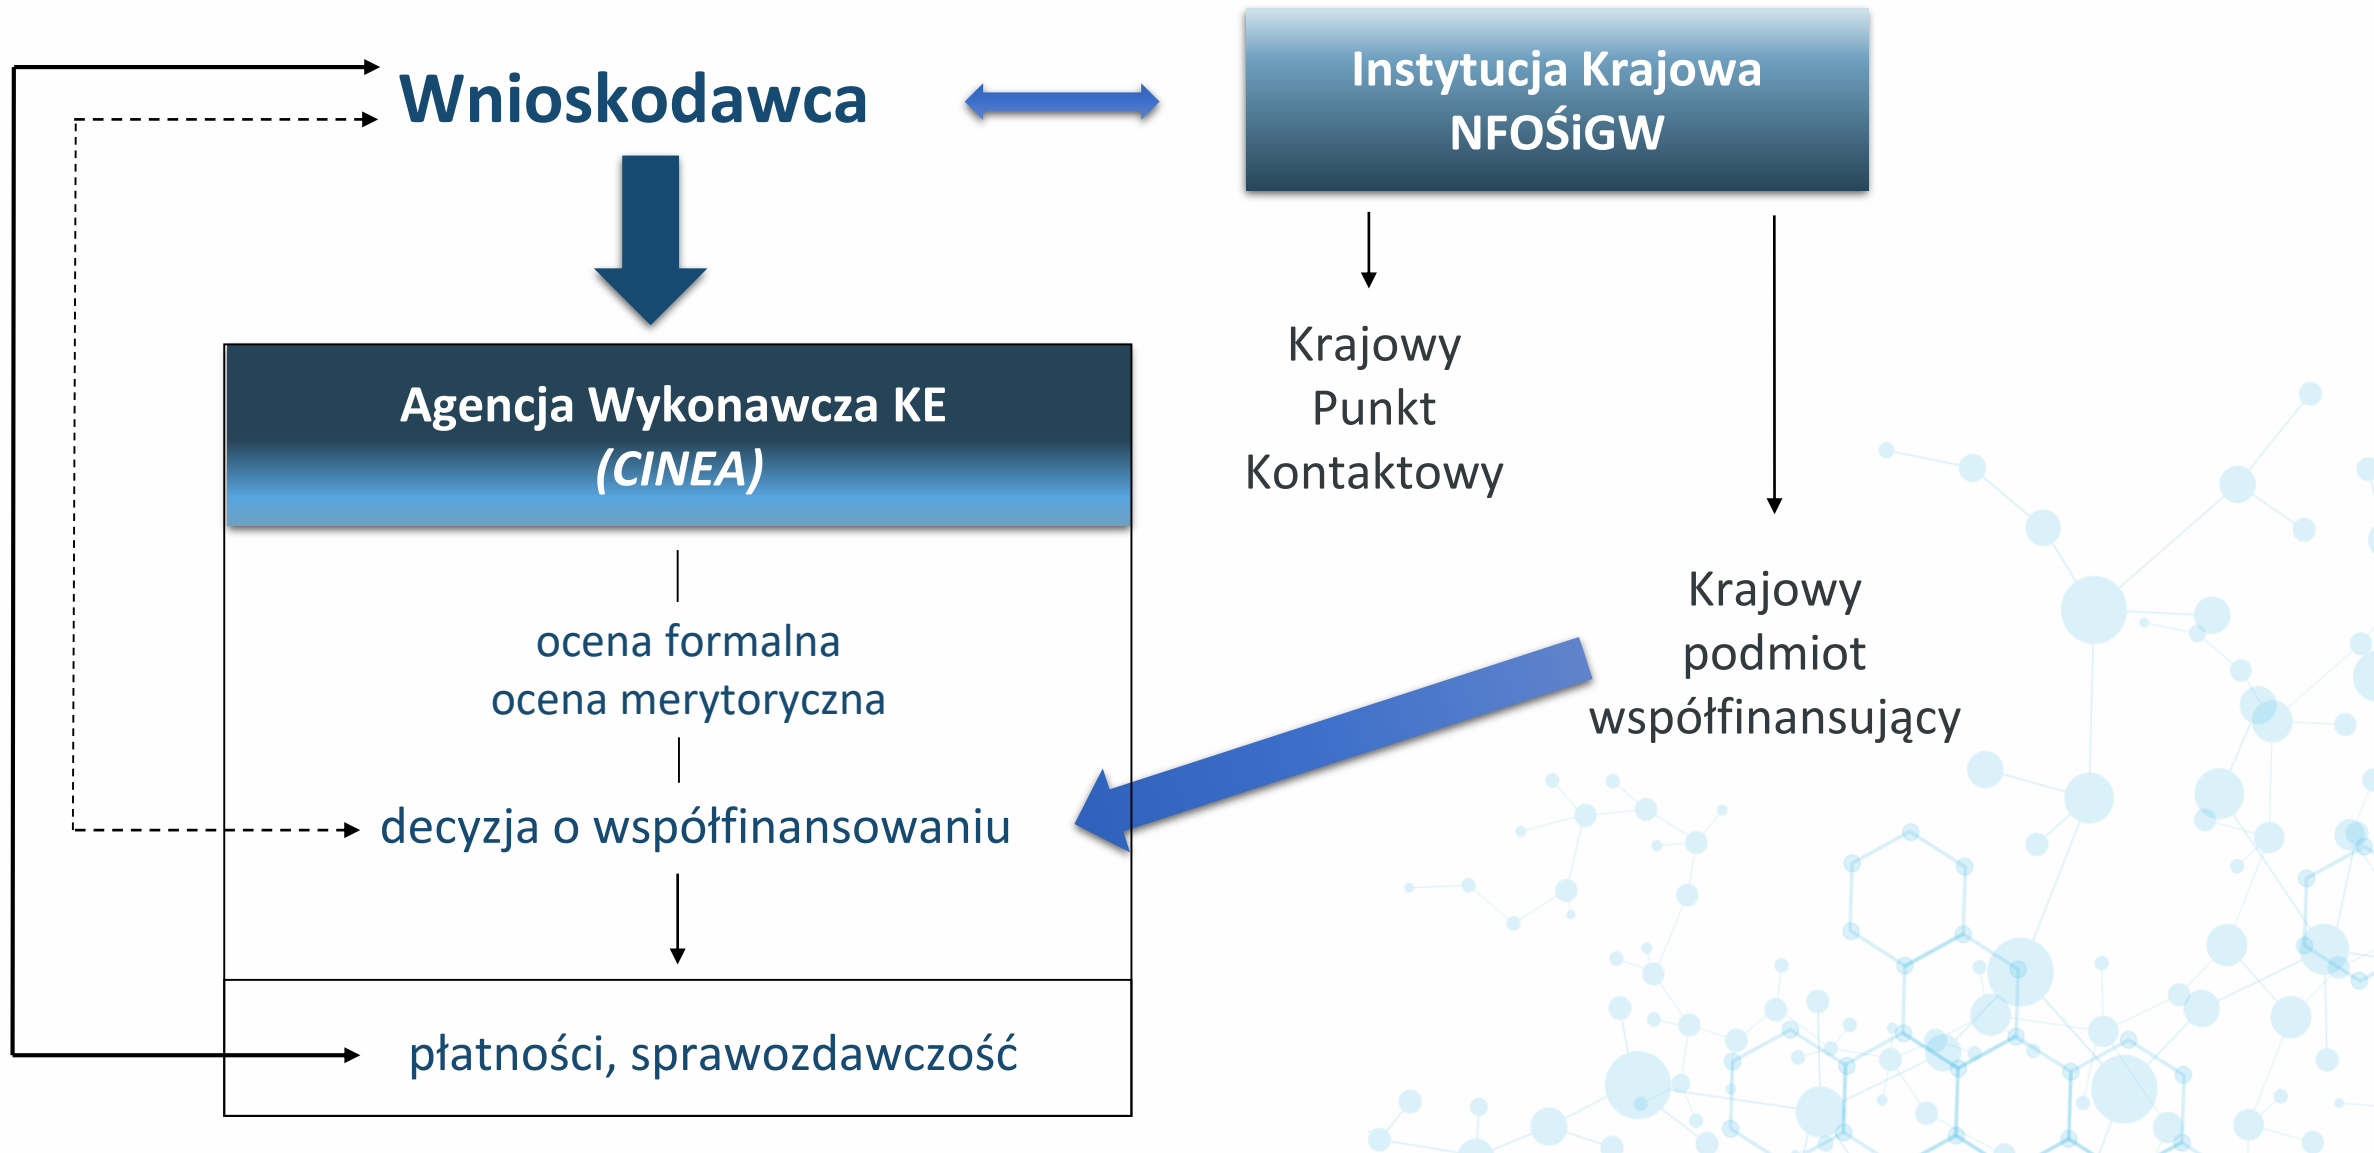 Wnioskodawca
Instytucja Krajowa
NFOŚiGW
Krajowy
Punkt
Kontaktowy
Krajowy
podmiot
współfinansujący
Agencja Wykonawcza KE
(CINEA)
ocena formalna
ocena merytoryczna
decyzja o współfinansowaniu
płatności, sprawozdawczość